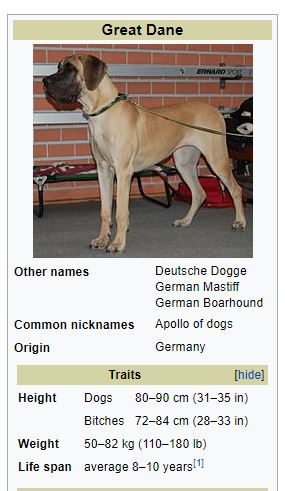 Great Dane
ERHARD SPORT
Other names Deutsche Dogge
German Mastiff
German Boarhound
Common nicknames Apollo of dogs
Origin Germany
Traits [hide]
Height Dogs 80–90 cm (31–35 in)
Bitches 72–84 cm (28–33 in)
Weight 50–82 kg (110–180 lb)
Life span average 8–10 years[1]